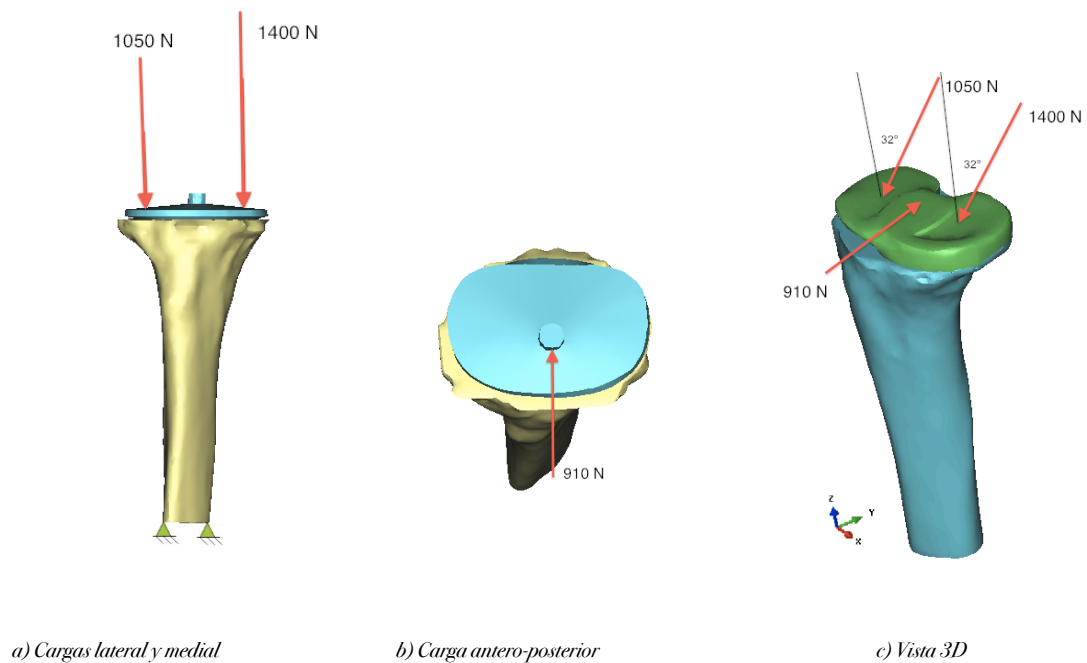 1050 N
1400 N
910 N
1050 N
1400 N
32°
32°
910 N
Z
Y
X
a) Cargas lateral y medial
b) Carga antero-posterior
c) Vista 3D